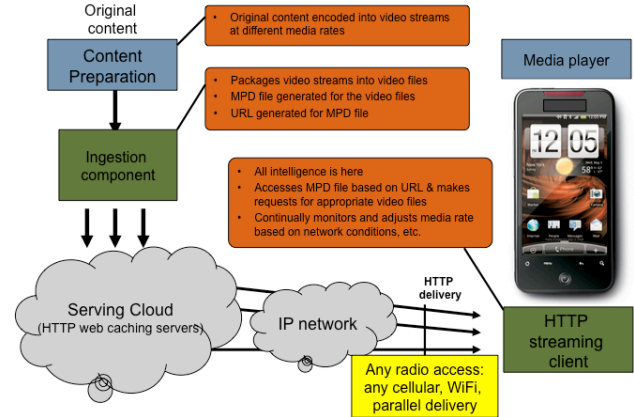 Original
content
Content
Preparation
• Original content encoded into video streams
at different media rates
• Packages video streams into video files
• MPD file generated for the video files
• URL generated for MPD file
Ingestion
component
• All intelligence is here
• Accesses MPD file based on URL & makes
requests for appropriate video files
• Continually monitors and adjusts media rate
based on network conditions, etc.
Media player
12 05
58°
Serving Cloud
(HTTP web caching servers)
IP network
HTTP
delivery
HTTP
streaming
client
Any radio access:
any cellular, WiFi,
parallel delivery